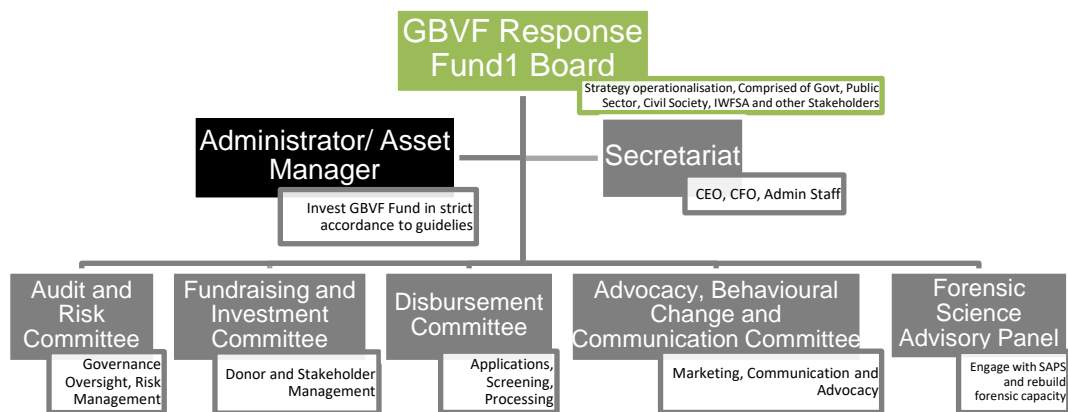 GBVF Response
Fund1 Board
Strategy operationalisation, Comprised of Govt, Public
Sector, Civil Society, IWFSA and other Stakeholders
Administrator/ Asset
Manager
Invest GBVF Fund in strict
accordance to guidelies
Secretariat
CEO, CFO, Admin Staff
Audit and
Risk
Committee
Governance
Oversight, Risk
Management
Fundraising and
Investment
Committee
Donor and Stakeholder
Management
Disbursement
Committee
Applications,
Screening,
Processing
Advocacy, Behavioural
Change and
Communication Committee
Marketing, Communication and
Advocacy
Forensic
Science
Advisory Panel
Engage with SAPS
and rebuild
forensic capacity